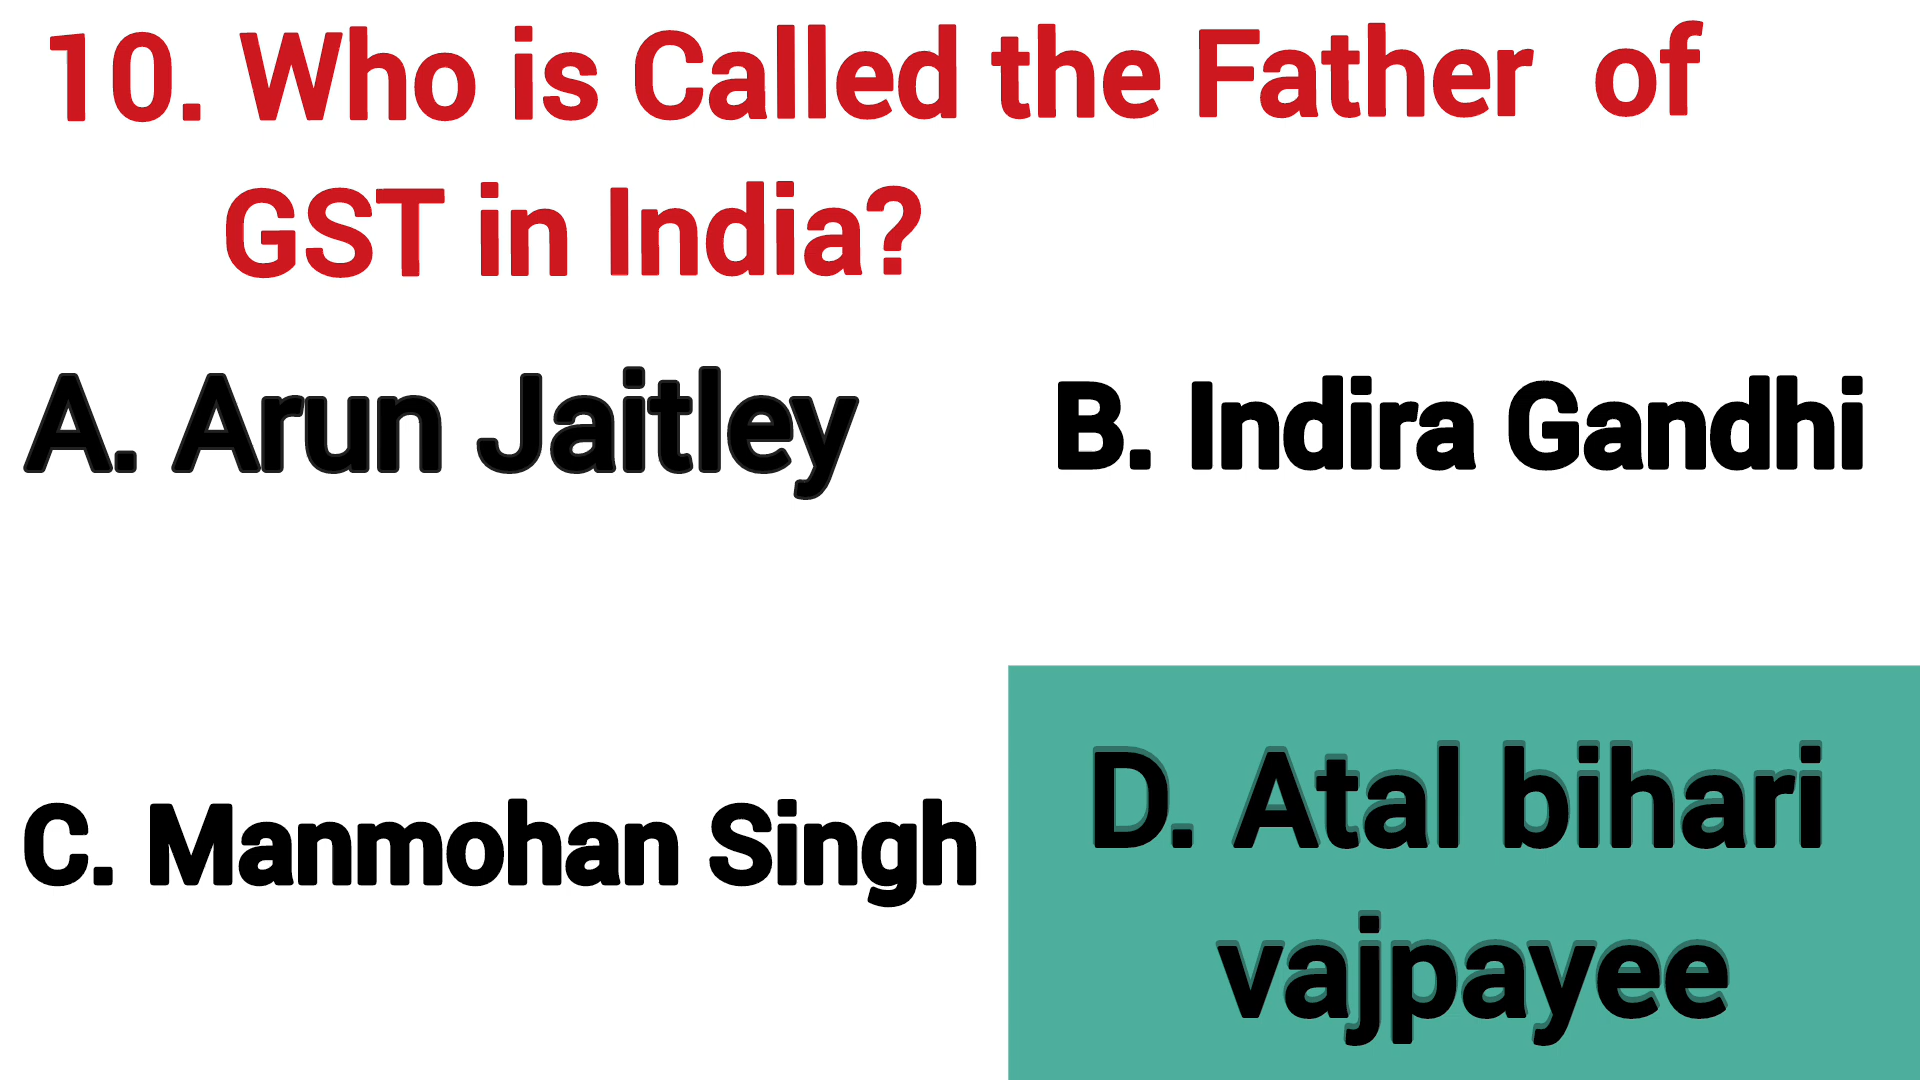 10. Who is Called the Father of
GST in India?
A. Arun Jaitley
B. Indira Gandhi
C. Manmohan Singh
D. Atal bihari
vajpayee